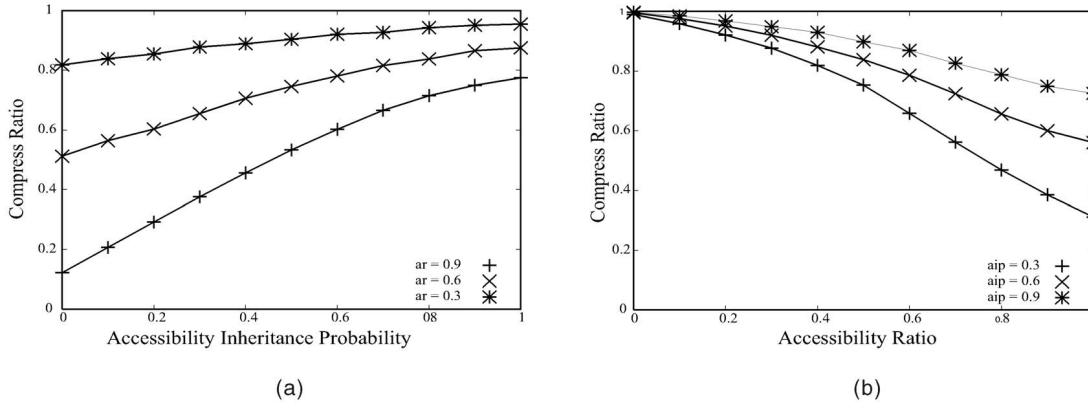 1
0.8
0.6
0.4
0.2
0
Compress Ratio
ar = 0.9
ar = 0.6
ar = 0.3
0 0.2 0.4 0.6 0.8 1
Accessibility Inheritance Probability
(a)
1
0.8
0.6
0.4
0.2
0
Compress Ratio
aip = 0.3
aip = 0.6
aip = 0.9
0 0.2 0.4 0.6 0.8
Accessibility Ratio
(b)